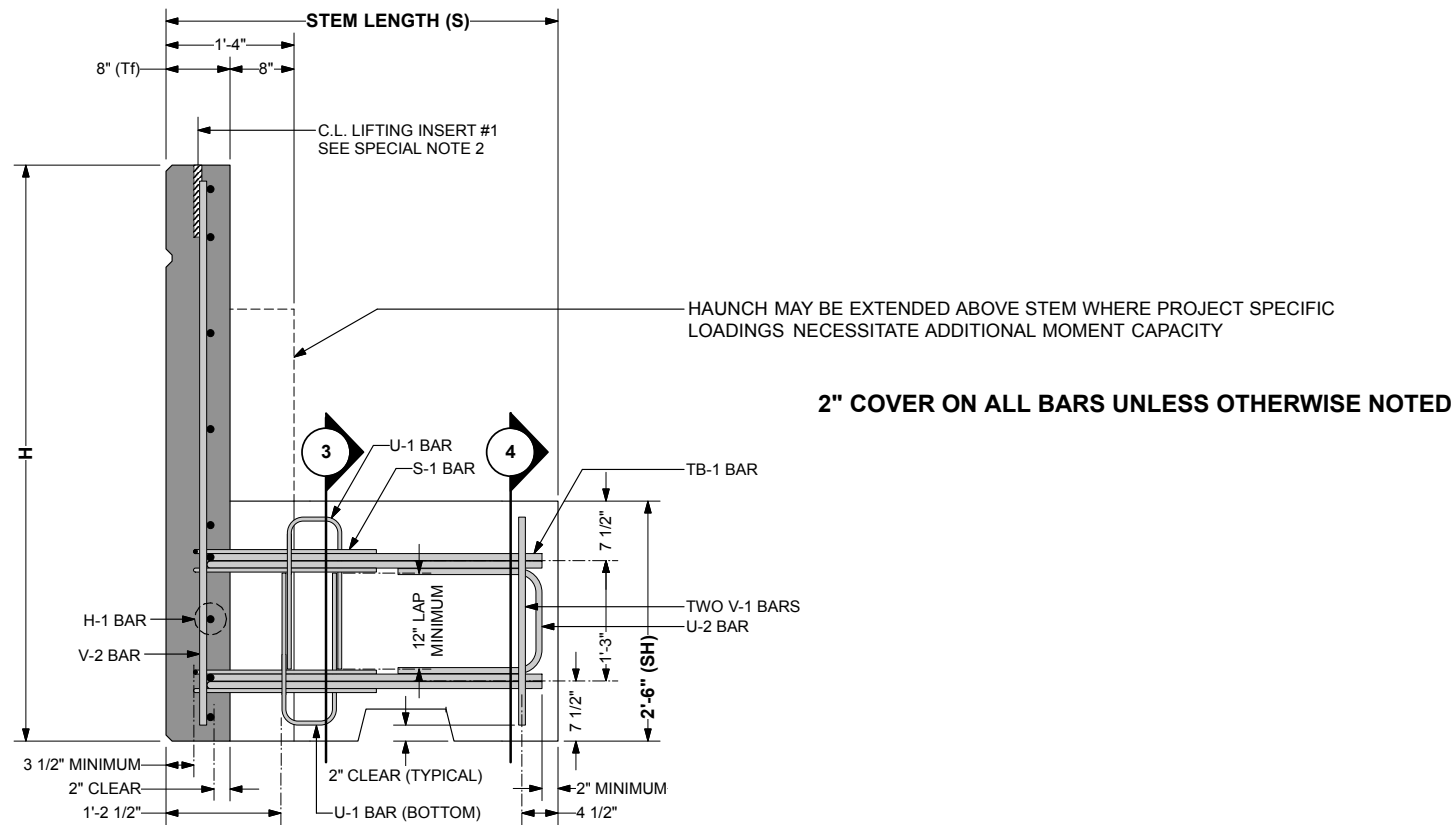 STEM LENGTH (S)
1'-4"
8" (Tf)
8"
C.L. LIFTING INSERT #1
SEE SPECIAL NOTE 2
HAUNCH MAY BE EXTENDED ABOVE STEM WHERE PROJECT SPECIFIC
LOADINGS NECESSITATE ADDITIONAL MOMENT CAPACITY
2" COVER ON ALL BARS UNLESS OTHERWISE NOTED
H
3
4
U-1 BAR
S-1 BAR
TB-1 BAR
7 1/2"
12" LAP
MINIMUM
1'-3"
2'-6" (SH)
H-1 BAR
V-2 BAR
TWO V-1 BARS
U-2 BAR
7 1/2"
3 1/2" MINIMUM
2" CLEAR
1'-2 1/2"
2" CLEAR (TYPICAL)
U-1 BAR (BOTTOM)
2" MINIMUM
4 1/2"